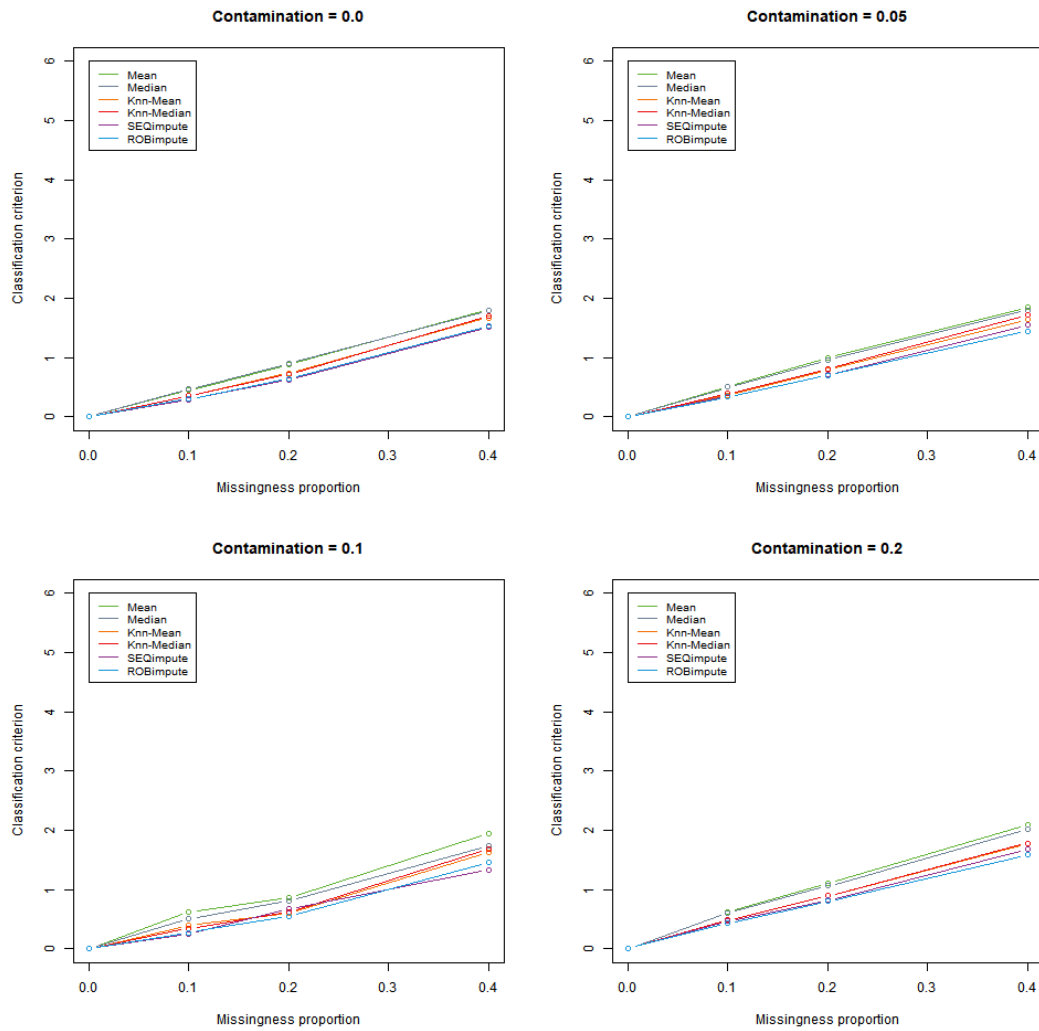 Contamination = 0.0
Classification criterion
6
5
4
3
2
1
0
Mean
Median
Knn-Mean
Knn-Median
SEQimpute
ROBimpute
0.0 0.1 0.2 0.3 0.4
Missingness proportion
Contamination = 0.05
Classification criterion
6
5
4
3
2
1
0
Mean
Median
Knn-Mean
Knn-Median
SEQimpute
ROBimpute
0.0 0.1 0.2 0.3 0.4
Missingness proportion
Contamination = 0.1
Classification criterion
6
5
4
3
2
1
0
Mean
Median
Knn-Mean
Knn-Median
SEQimpute
ROBimpute
0.0 0.1 0.2 0.3 0.4
Missingness proportion
Contamination = 0.2
Classification criterion
6
5
4
3
2
1
0
Mean
Median
Knn-Mean
Knn-Median
SEQimpute
ROBimpute
0.0 0.1 0.2 0.3 0.4
Missingness proportion